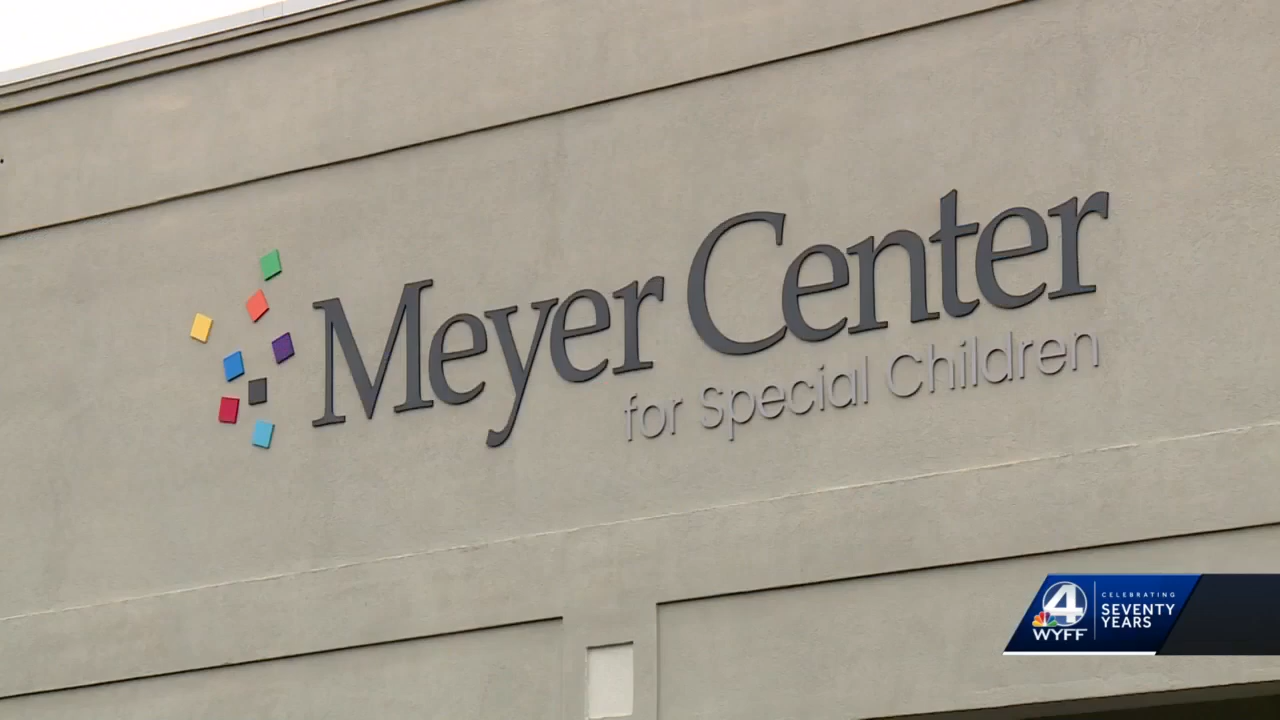 Meyer Center
for Special Children
4
WYFF
CELEBRATING
SEVENTY
YEARS